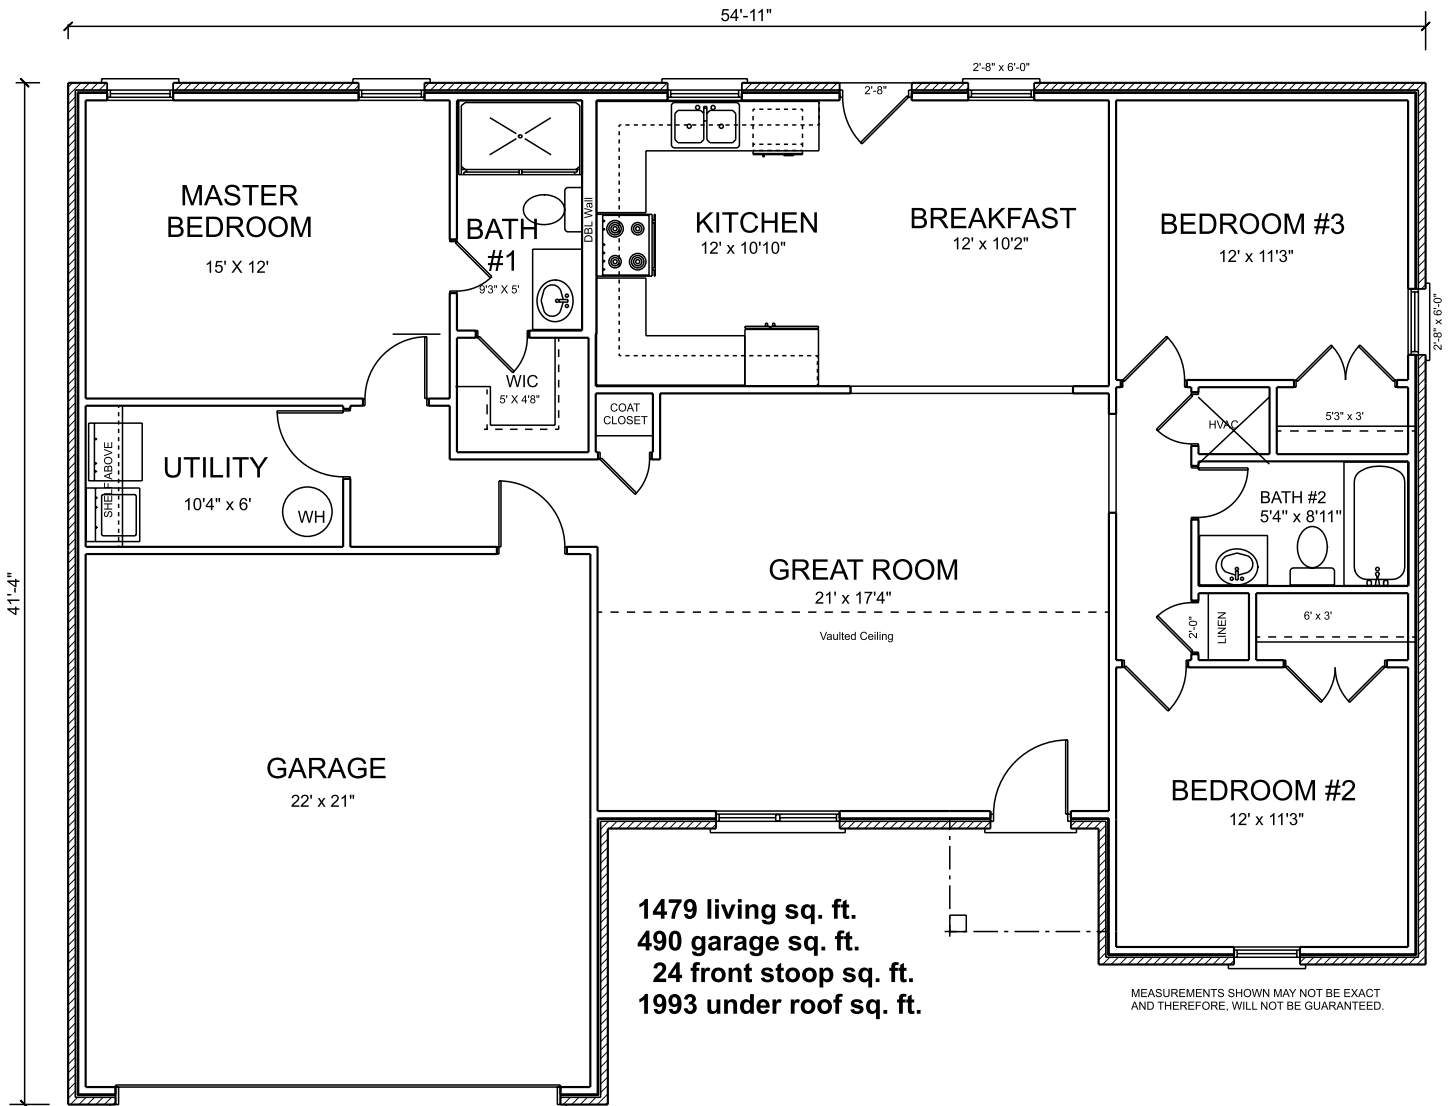 54'-11"
2'-8" x 6'-0"
2'-8"
MASTER
BEDROOM
15' X 12'
BATH
#1
9'3" X 5'
DBL Wall
KITCHEN
12' x 10'10"
BREAKFAST
12' x 10'2"
BEDROOM #3
12' x 11'3"
2'-8" x 6'-0"
WIC
5' X 4'8"
COAT
CLOSET
HVAC
5'3" x 3'
UTILITY
10'4" x 6'
SHELF ABOVE
WH
BATH #2
5'4" x 8'11"
41'-4"
GREAT ROOM
21' x 17'4"
Vaulted Ceiling
2'-0"
LINEN
6' x 3'
GARAGE
22' x 21"
BEDROOM #2
12' x 11'3"
1479 living sq. ft.
490 garage sq. ft.
24 front stoop sq. ft.
1993 under roof sq. ft.
MEASUREMENTS SHOWN MAY NOT BE EXACT
AND THEREFORE, WILL NOT BE GUARANTEED.